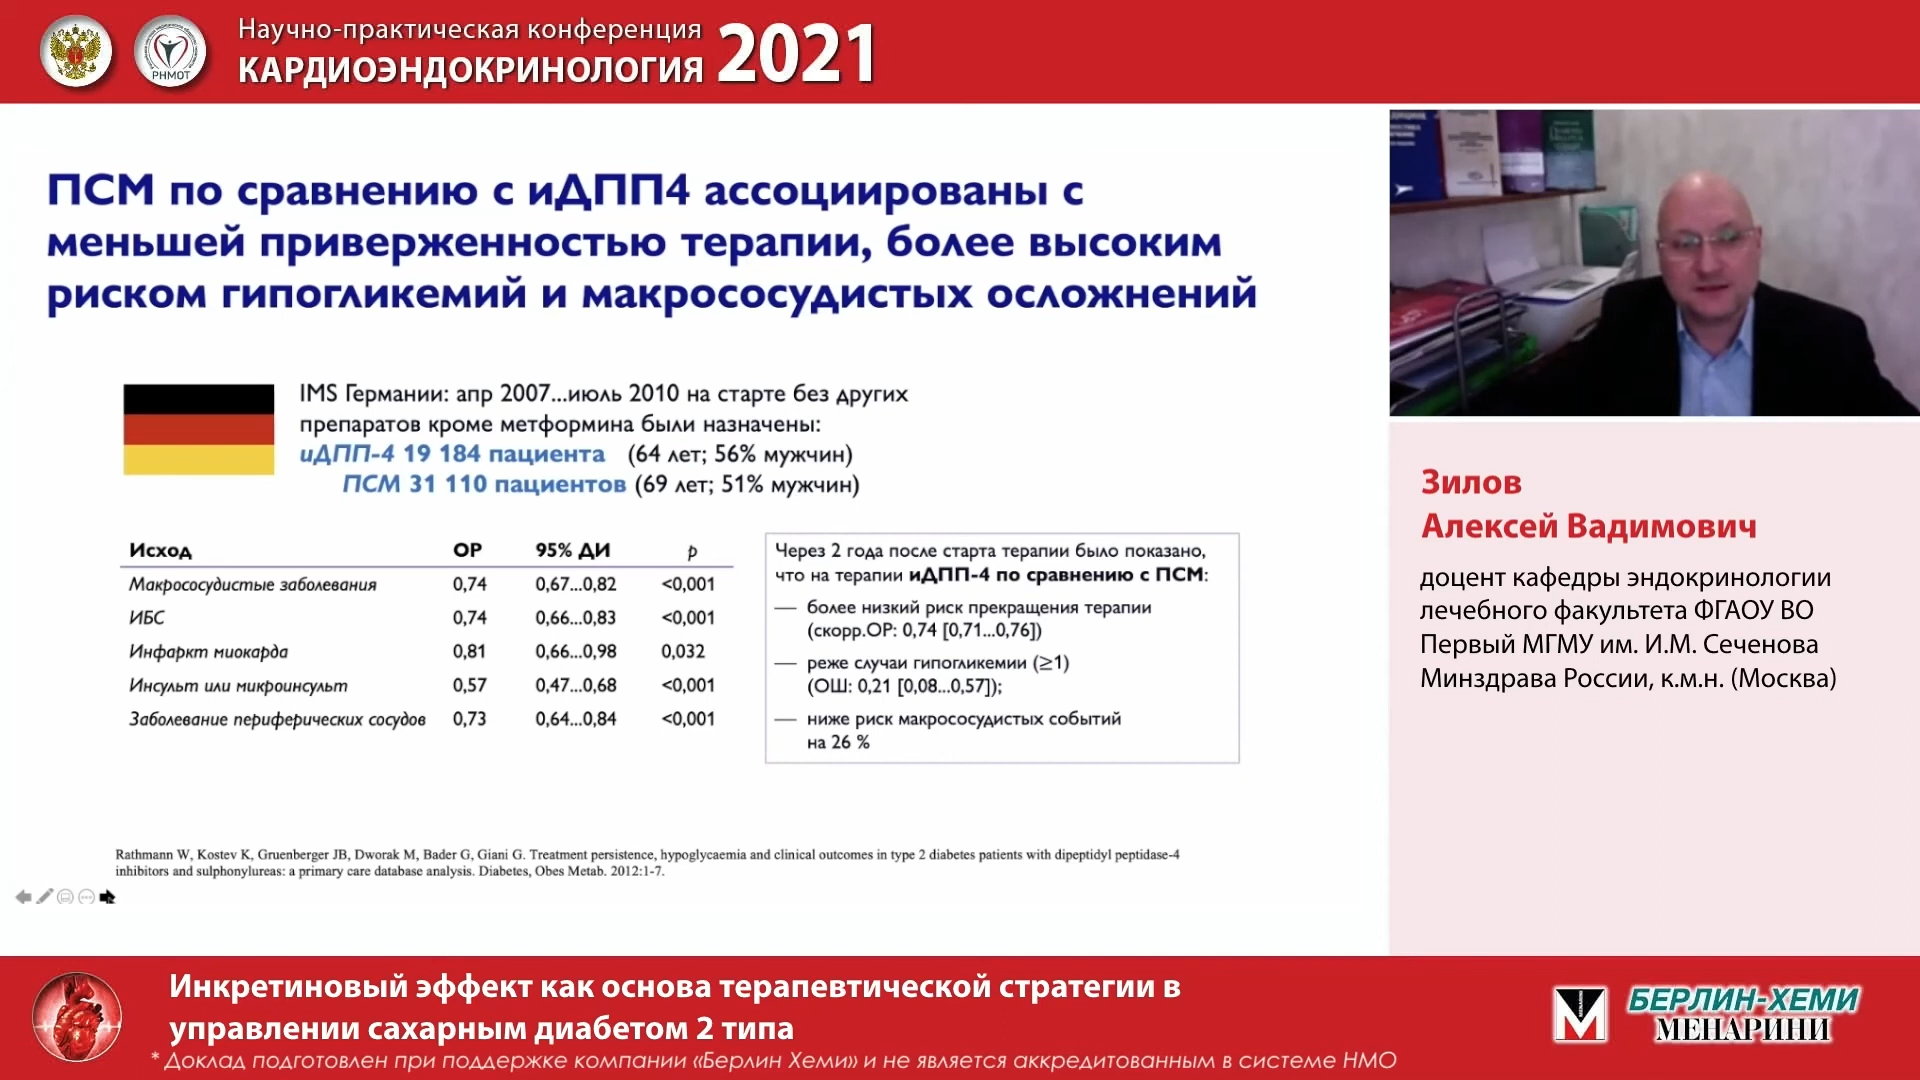 Научно-практическая конференция
КАРДИОЭНДОКРИНОЛОГИЯ 2021
РНМОТ
ПСМ по сравнению с иДПП4 ассоциированы с
меньшей приверженностью терапии, более высоким
риском гипогликемий и макрососудистых осложнений
IMS Германии: апр 2007...июль 2010 на старте без других
препаратов кроме метформина были назначены:
иДПП-4 19 184 пациента (64 лет; 56% мужчин)
ПСМ 31 110 пациентов (69 лет; 51% мужчин)
Исход ОР 95% ДИ p
Макрососудистые заболевания 0,74 0,67...0,82 <0,001
ИБС 0,74 0,66...0,83 <0,001
Инфаркт миокарда 0,81 0,66...0,98 0,032
Инсульт или микроинсульт 0,57 0,47...0,68 <0,001
Заболевание периферических сосудов 0,73 0,64...0,84 <0,001
Через 2 года после старта терапии было показано,
что на терапии иДПП-4 по сравнению с ПСМ:
— более низкий риск прекращения терапии
(скорр.ОР: 0,74 [0,71...0,76])
— реже случаи гипогликемии (≥1)
(ОШ: 0,21 [0,08...0,57]);
— ниже риск макрососудистых событий
на 26 %
Rathmann W, Kostev K, Gruenberger JB, Dworak M, Bader G, Giani G. Treatment persistence, hypoglycaemia and clinical outcomes in type 2 diabetes patients with dipeptidyl peptidase-4
inhibitors and sulphonylureas: a primary care database analysis. Diabetes, Obes Metab. 2012:1-7.
Зилов
Алексей Вадимович
доцент кафедры эндокринологии
лечебного факультета ФГАОУ ВО
Первый МГМУ им. И.М. Сеченова
Минздрава России, к.м.н. (Москва)
Инкретиновый эффект как основа терапевтической стратегии в
управлении сахарным диабетом 2 типа
* Доклад подготовлен при поддержке компании «Берлин Хеми» и не является аккредитованным в системе НМО
БЕРЛИН-ХЕМИ
МЕНАРИНИ